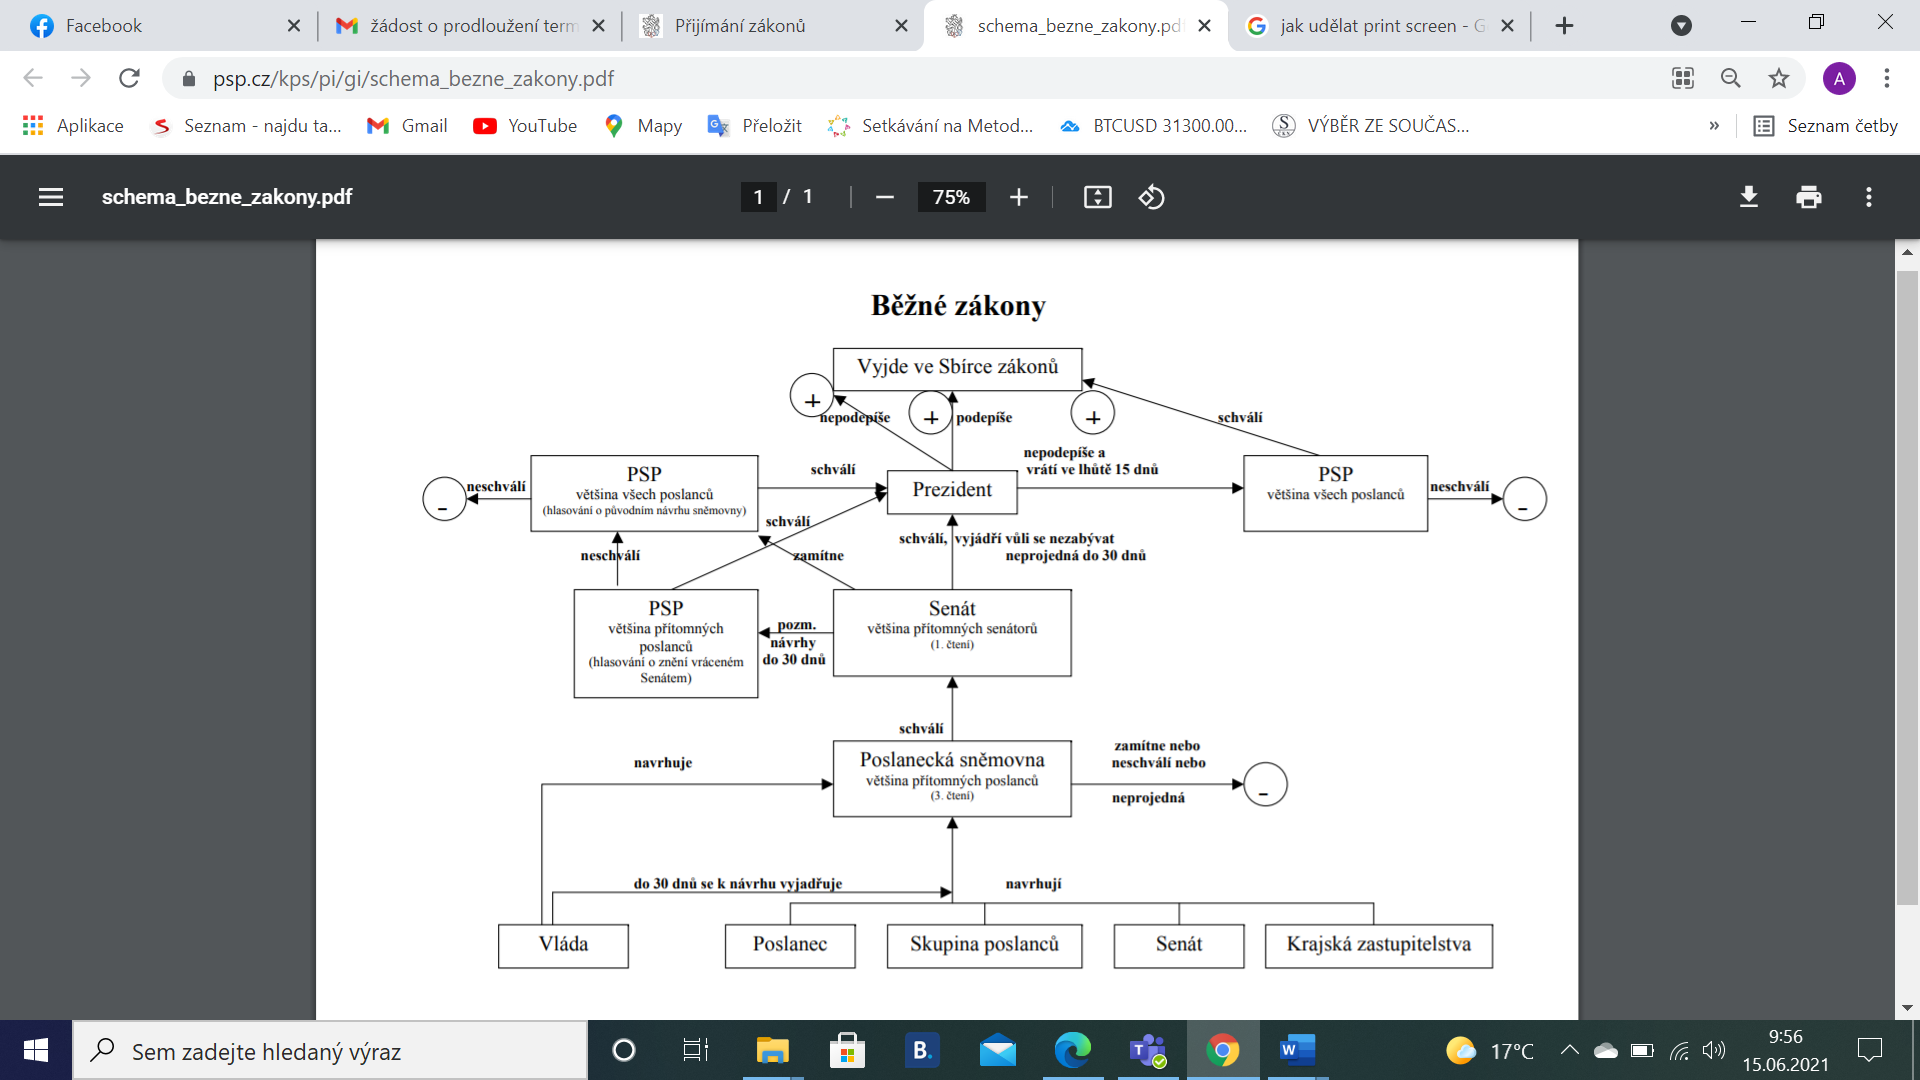 Facebook
žádost o prodloužení term
Přijímání zákonů
schema_bezne_zakony.pd
jak udělat print screen - G
psp.cz/kps/pi/gi/schema_bezne_zakony.pdf
A
Aplikace
Seznam - najdu ta...
Gmail
YouTube
Mapy
Přeložit
Setkávání na Metod...
BTCUSD 31300.00...
VÝBĚR ZE SOUČAS...
»
Seznam četby
schema_bezne_zakony.pdf
1 / 1
75%
Běžné zákony
Vyjde ve Sbírce zákonů
+
+
+
nepodepíše
podepíše
schválí
nepodepíše a
vrátí ve lhůtě 15 dnů
PSP
většina všech poslanců
(hlasování o původním návrhu sněmovny)
schválí
Prezident
PSP
většina všech poslanců
neschválí
-
neschválí
-
schválí
neschválí
zamítne
schválí, vyjádří vůli se nezabývat
neprojedná do 30 dnů
PSP
většina přítomných
poslanců
(hlasování o znění vráceném
Senátem)
pozm.
návrhy
do 30 dnů
Senát
většina přítomných senátorů
(1. čtení)
schválí
navrhuje
Poslanecká sněmovna
většina přítomných poslanců
(3. čtení)
zamítne nebo
neschválí nebo
neprojedná
-
do 30 dnů se k návrhu vyjadřuje
navrhují
Vláda
Poslanec
Skupina poslanců
Senát
Krajská zastupitelstva
Sem zadejte hledaný výraz
B.
W
17°C
9:56
15.06.2021